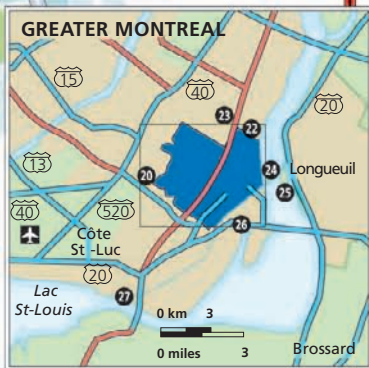 GREATER MONTREAL
15
40
20
23
22
13
20
24
Longueuil
25
40
520
Côte
St -Luc
26
20
Lac
St-Louis
27
0 km 3
0 miles 3
Brossard